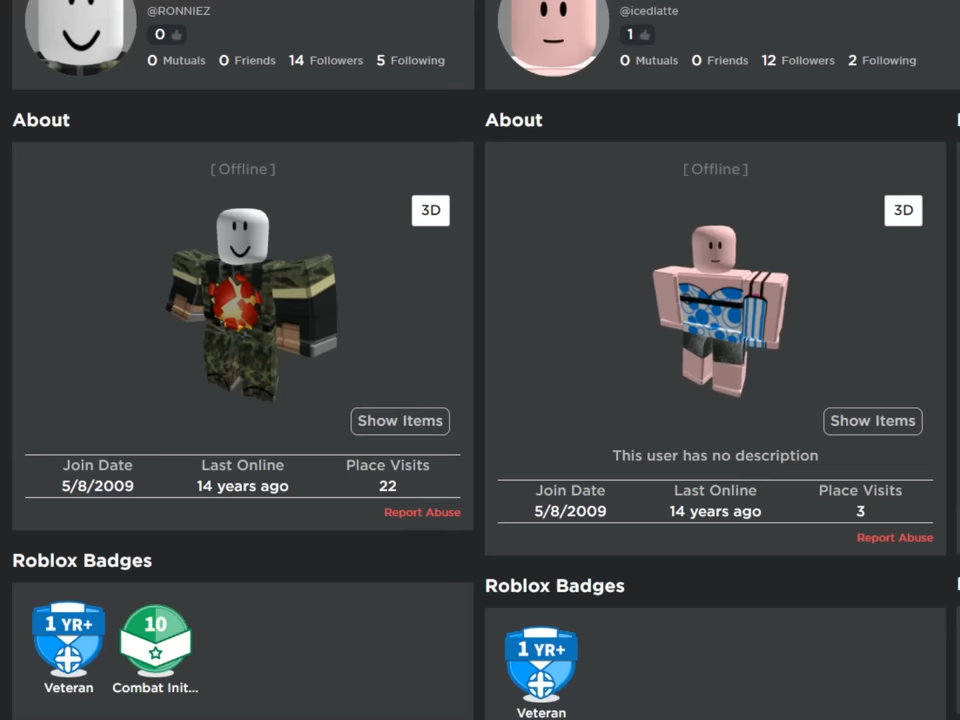 @RONNIEZ
0
0 Mutuals 0 Friends 14 Followers 5 Following
About
[ Offline ]
3D
Show Items
Join Date Last Online Place Visits
5/8/2009 14 years ago 22
Report Abuse
Roblox Badges
1 YR+ 10
Veteran Combat Init...
@icedlatte
1
0 Mutuals 0 Friends 12 Followers 2 Following
About
[ Offline ]
3D
Show Items
This user has no description
Join Date Last Online Place Visits
5/8/2009 14 years ago 3
Report Abuse
Roblox Badges
1 YR+
Veteran